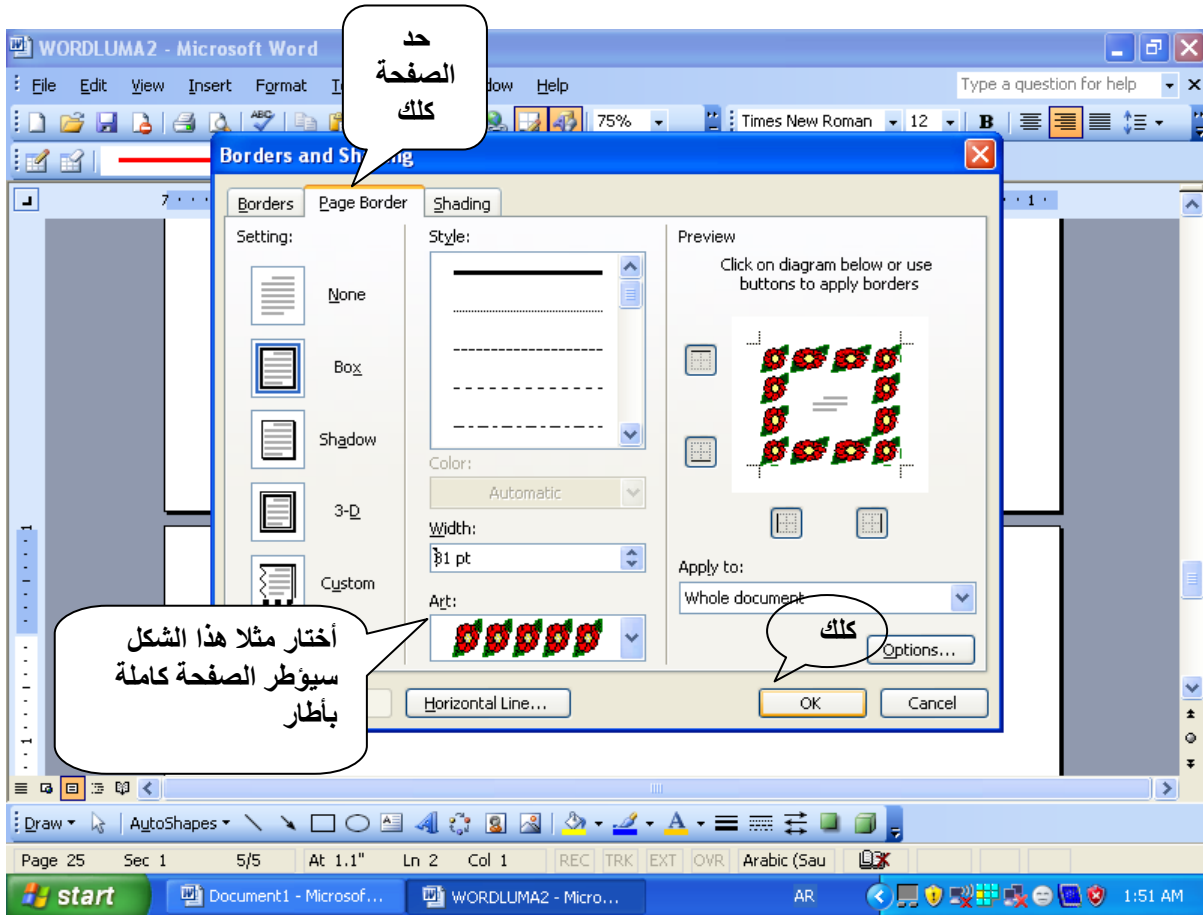 WORDLUMA2 - Microsoft Word
حد
الصفحة
كلك
File Edit View Insert Format Help
Type a question for help
75% Times New Roman 12 B
Borders and
7 1
Borders Page Border Shading
Setting:
None
Box
Shadow
3-D
Custom
Style:
Color:
Automatic
Width:
31 pt
Art:
Preview
Click on diagram below or use
buttons to apply borders
Apply to:
Whole document
كلك
Options...
أختار مثلا هذا الشكل
سيؤطر الصفحة كاملة
بأطار
Horizontal Line...
OK Cancel
Draw AutoShapes
Page 25 Sec 1 5/5 At 1.1" Ln 2 Col 1 REC TRK EXT OVR Arabic (Sau
start Document1 - Microsof... WORDLUMA2 - Micro... AR 1:51 AM